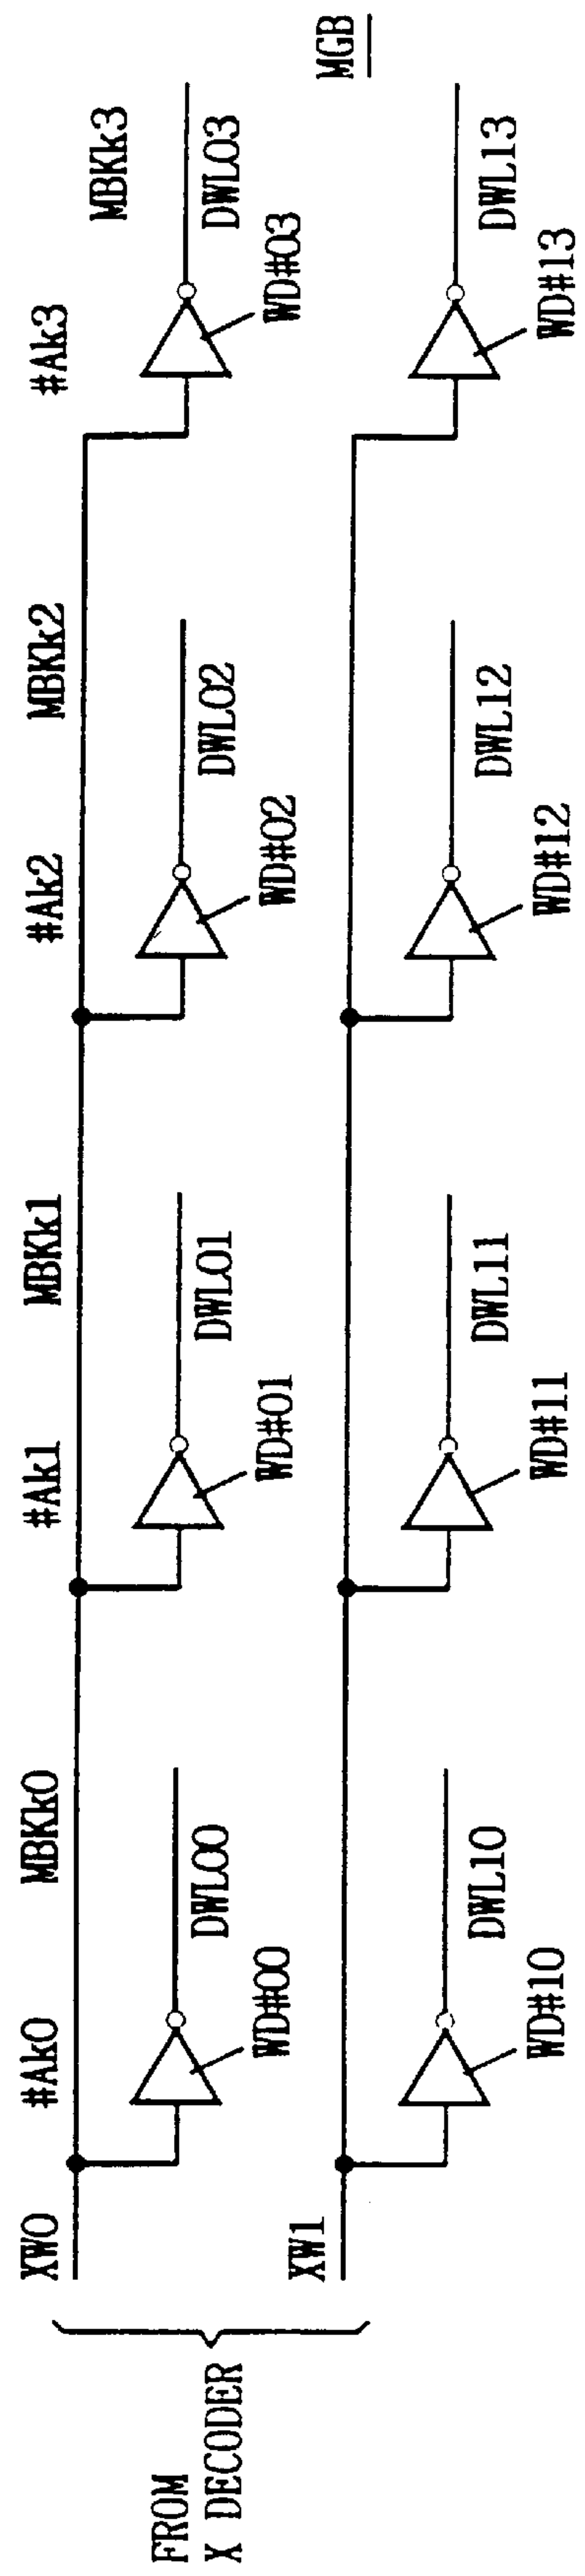 MGB
#Ak0 MBKk0 #Ak1 MBKk1 #Ak2 MBKk2 #Ak3 MBKk3
XW0
DWL00 DWL01 DWL02 DWL03
WD#00 WD#01 WD#02 WD#03
FROM
X DECODER
XW1
DWL10 DWL11 DWL12 DWL13
WD#10 WD#11 WD#12 WD#13